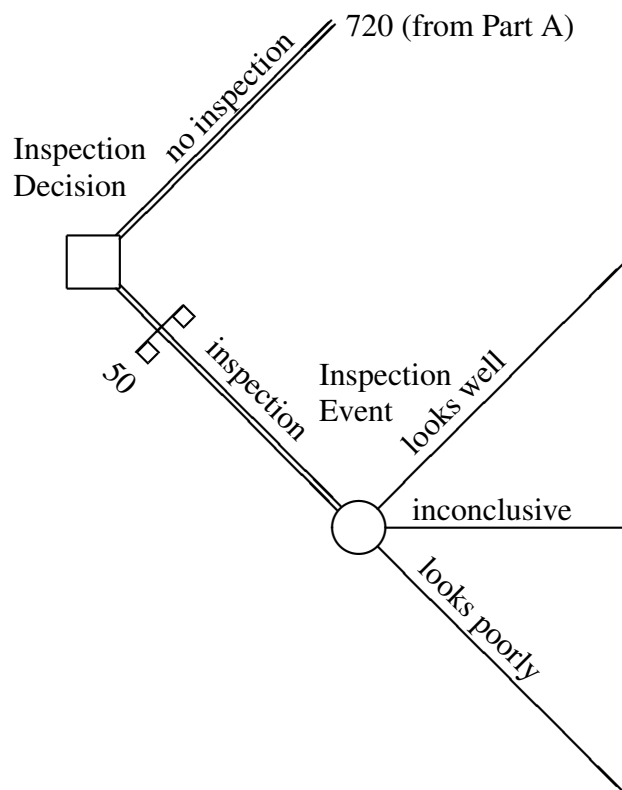 720 (from Part A)
no inspection
Inspection
Decision
50
inspection
Inspection
Event
looks well
inconclusive
looks poorly